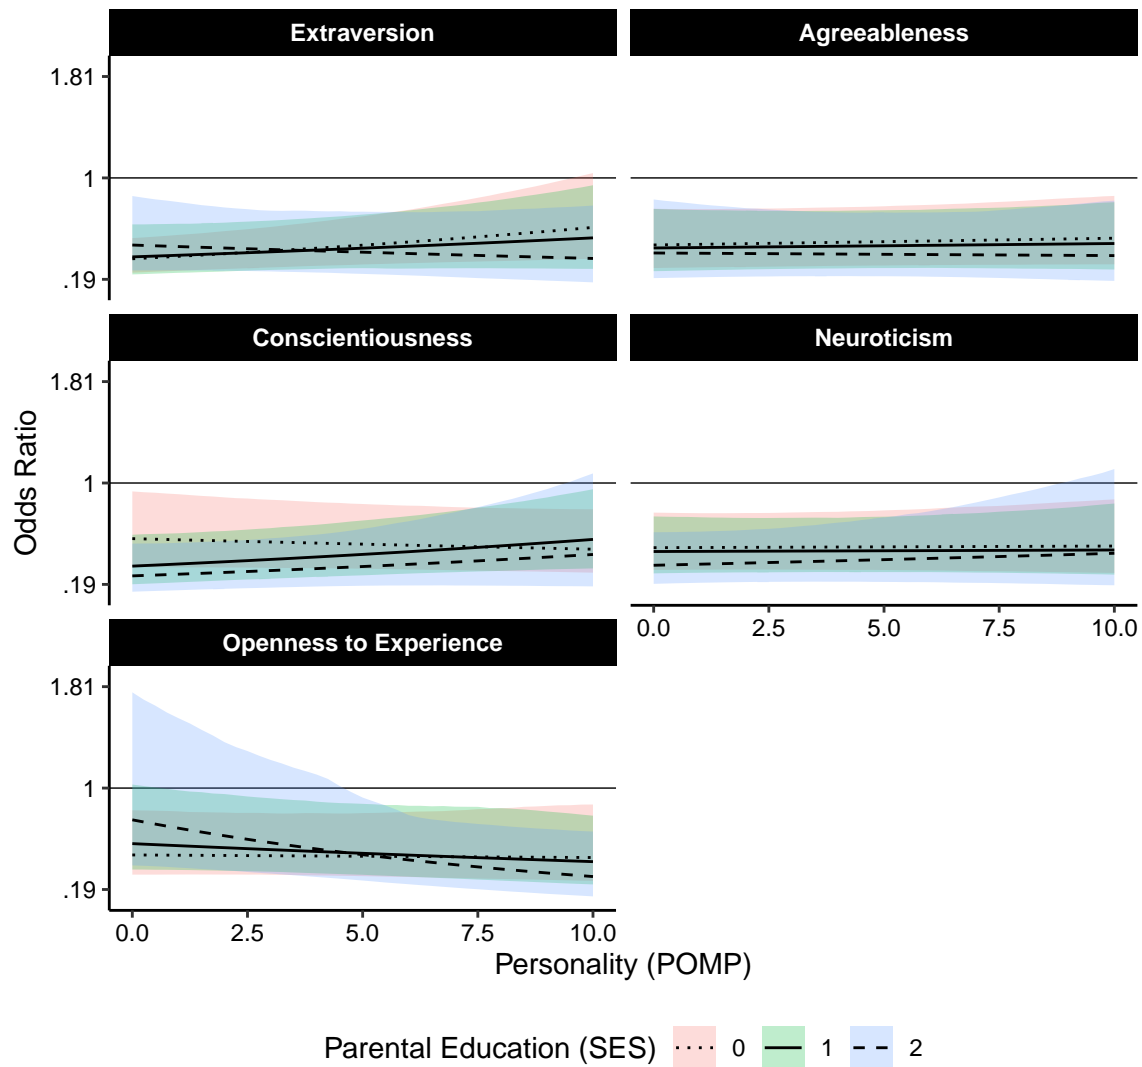 Extraversion
Agreeableness
1.81
1
.19
Conscientiousness
Neuroticism
1.81
1
.19
0.0 2.5 5.0 7.5 10.0
Openness to Experience
1.81
1
.19
0.0 2.5 5.0 7.5 10.0
Odds Ratio
Personality (POMP)
Parental Education (SES) 0 1 2